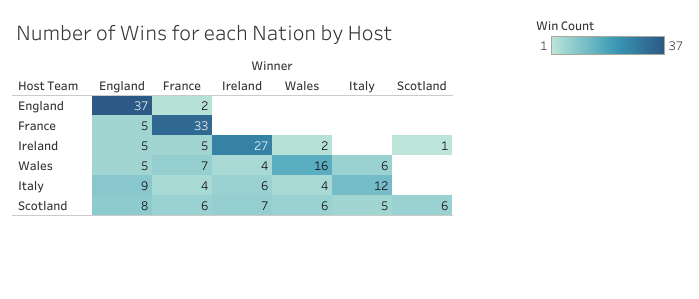 Number of Wins for each Nation by Host
Win Count
1 37
Winner
Host Team England France Ireland Wales Italy Scotland
England 37 2
France 5 33
Ireland 5 5 27 2 1
Wales 5 7 4 16 6
Italy 9 4 6 4 12
Scotland 8 6 7 6 5 6